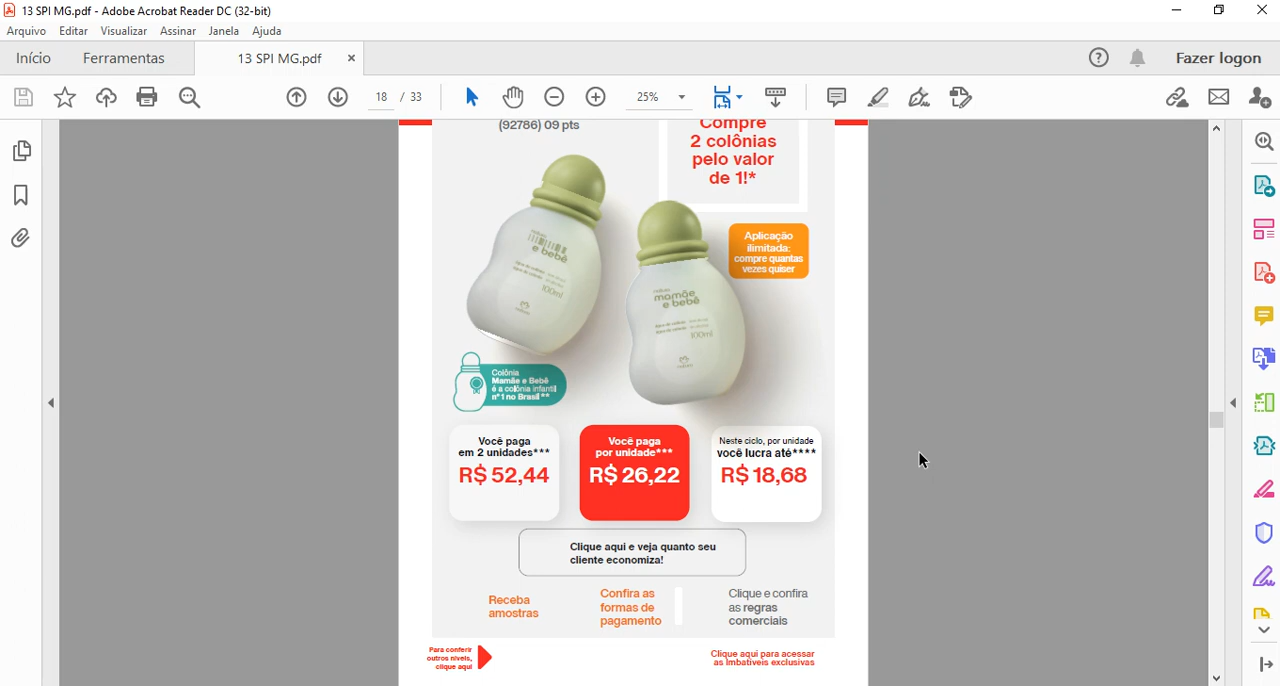 13 SPI MG.pdf - Adobe Acrobat Reader DC (32-bit)
Arquivo Editar Visualizar Assinar Janela Ajuda
Início Ferramentas 13 SPI MG.pdf × Fazer logon
18 / 33 25%
(92786) 09 pts
Compre
2 colônias
pelo valor
de 1!*
Aplicação
ilimitada:
compre quantas
vezes quiser
e bebê
100ml
natura
mamãe
e bebê
100ml
natura
Colônia
Mamãe e Bebê
é a colônia infantil
nº 1 no Brasil**
Você paga
em 2 unidades***
R$ 52,44
Você paga
por unidade***
R$ 26,22
Neste ciclo, por unidade
você lucra até****
R$ 18,68
Clique aqui e veja quanto seu
cliente economiza!
Receba
amostras
Confira as
formas de
pagamento
Clique e confira
as regras
comerciais
Para conferir
outros níveis,
clique aqui
Clique aqui para acessar
as Imbatíveis exclusivas